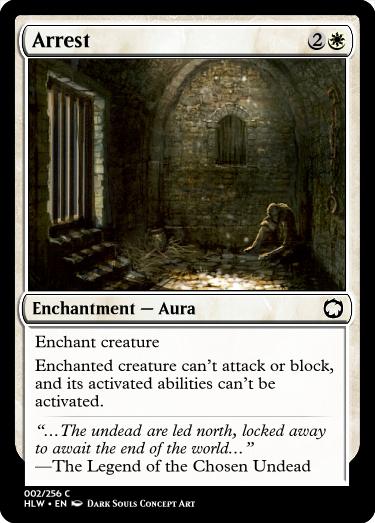 Arrest 2
Enchantment — Aura
Enchant creature
Enchanted creature can't attack or block,
and its activated abilities can't be
activated.
“...The undead are led north, locked away
to await the end of the world...”
—The Legend of the Chosen Undead
002/256 C
HLW • EN Dark Souls Concept Art